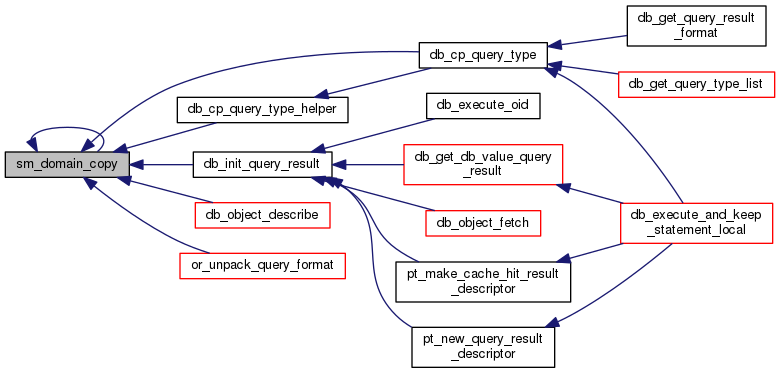 sm_domain_copy
db_cp_query_type
db_cp_query_type_helper
db_init_query_result
db_object_describe
or_unpack_query_format
db_get_query_result
_format
db_get_query_type_list
db_execute_oid
db_get_db_value_query
_result
db_object_fetch
pt_make_cache_hit_result
_descriptor
pt_new_query_result
_descriptor
db_execute_and_keep
_statement_local